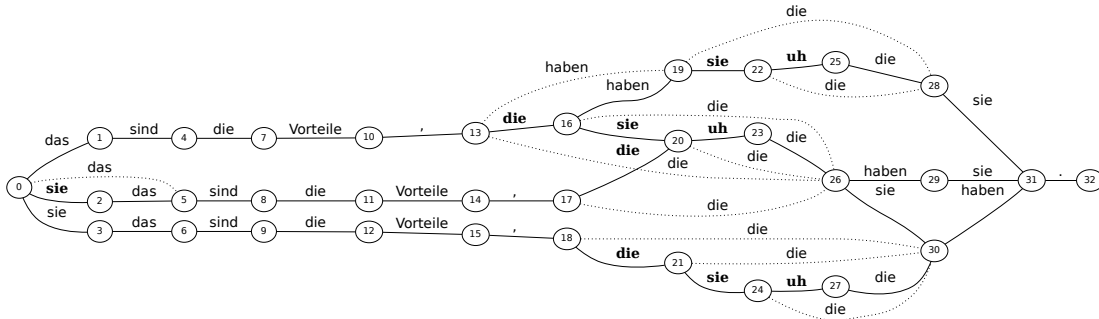 die
haben
19
sie
22
uh
25
die
28
die
haben
sie
das
1
sind
4
die
7
Vorteile
10
,
13
die
16
die
sie
20
uh
23
die
die
die
die
26
haben
29
sie
31
.
32
sie
haben
0
das
sie
2
das
5
sind
8
die
11
Vorteile
14
,
17
die
sie
3
das
6
sind
9
die
12
Vorteile
15
,
18
die
30
die
21
die
sie
24
uh
27
die
die